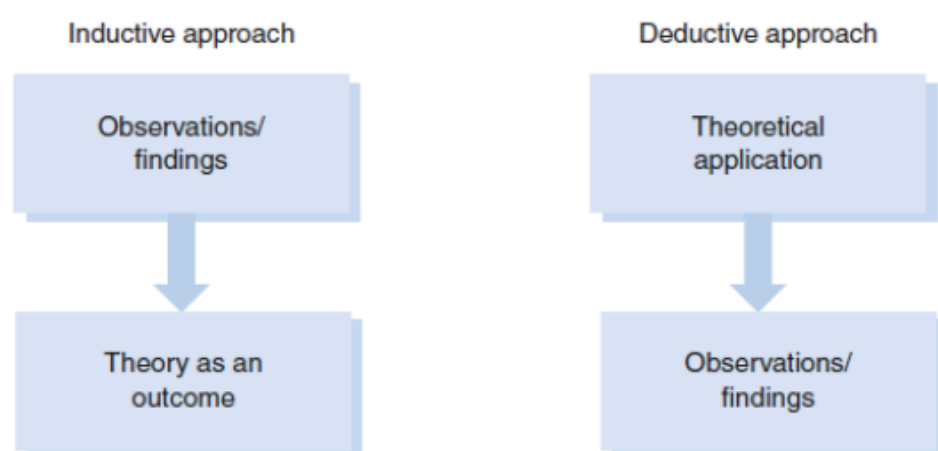 Inductive approach
Deductive approach
Observations/
findings
Theoretical
application
Theory as an
outcome
Observations/
findings